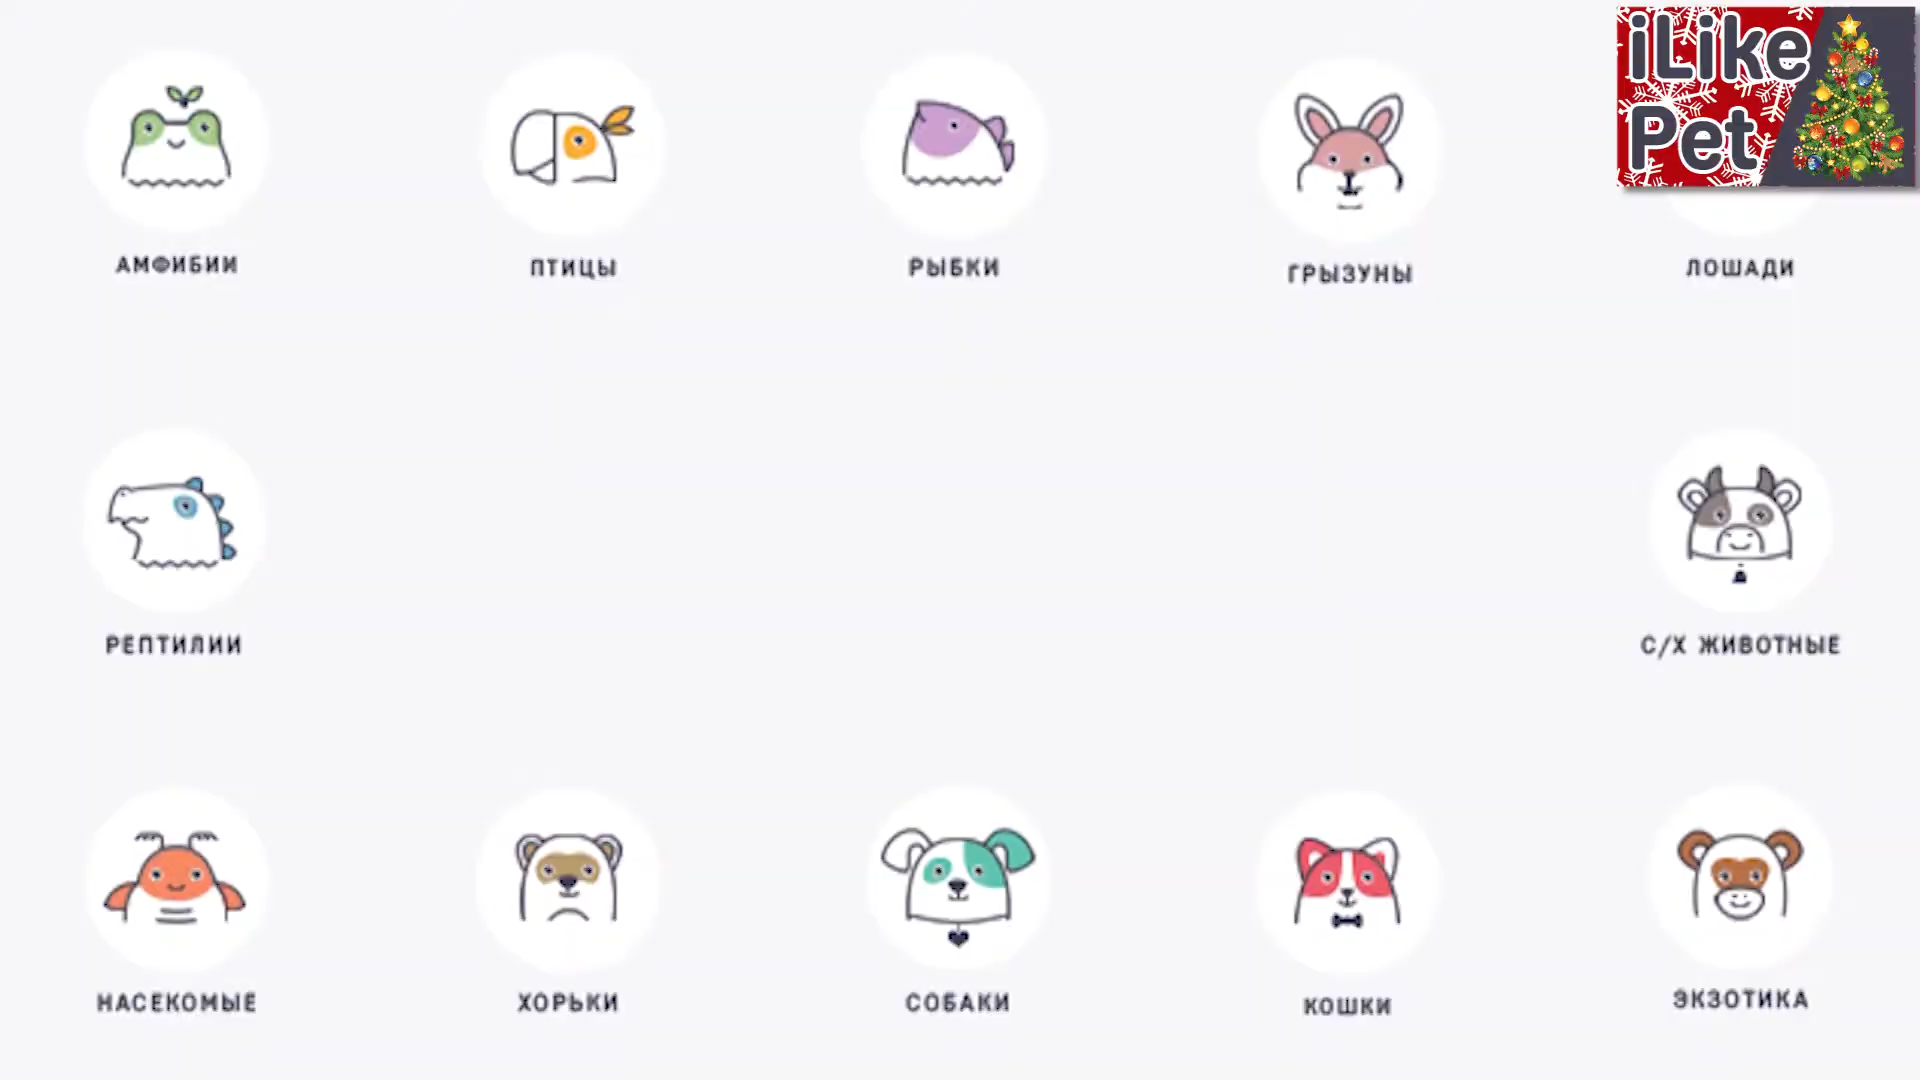 iLike
Pet
АМФИБИИ
ПТИЦЫ
РЫБКИ
ГРЫЗУНЫ
ЛОШАДИ
РЕПТИЛИИ
С/Х ЖИВОТНЫЕ
НАСЕКОМЫЕ
ХОРЬКИ
СОБАКИ
КОШКИ
ЭКЗОТИКА